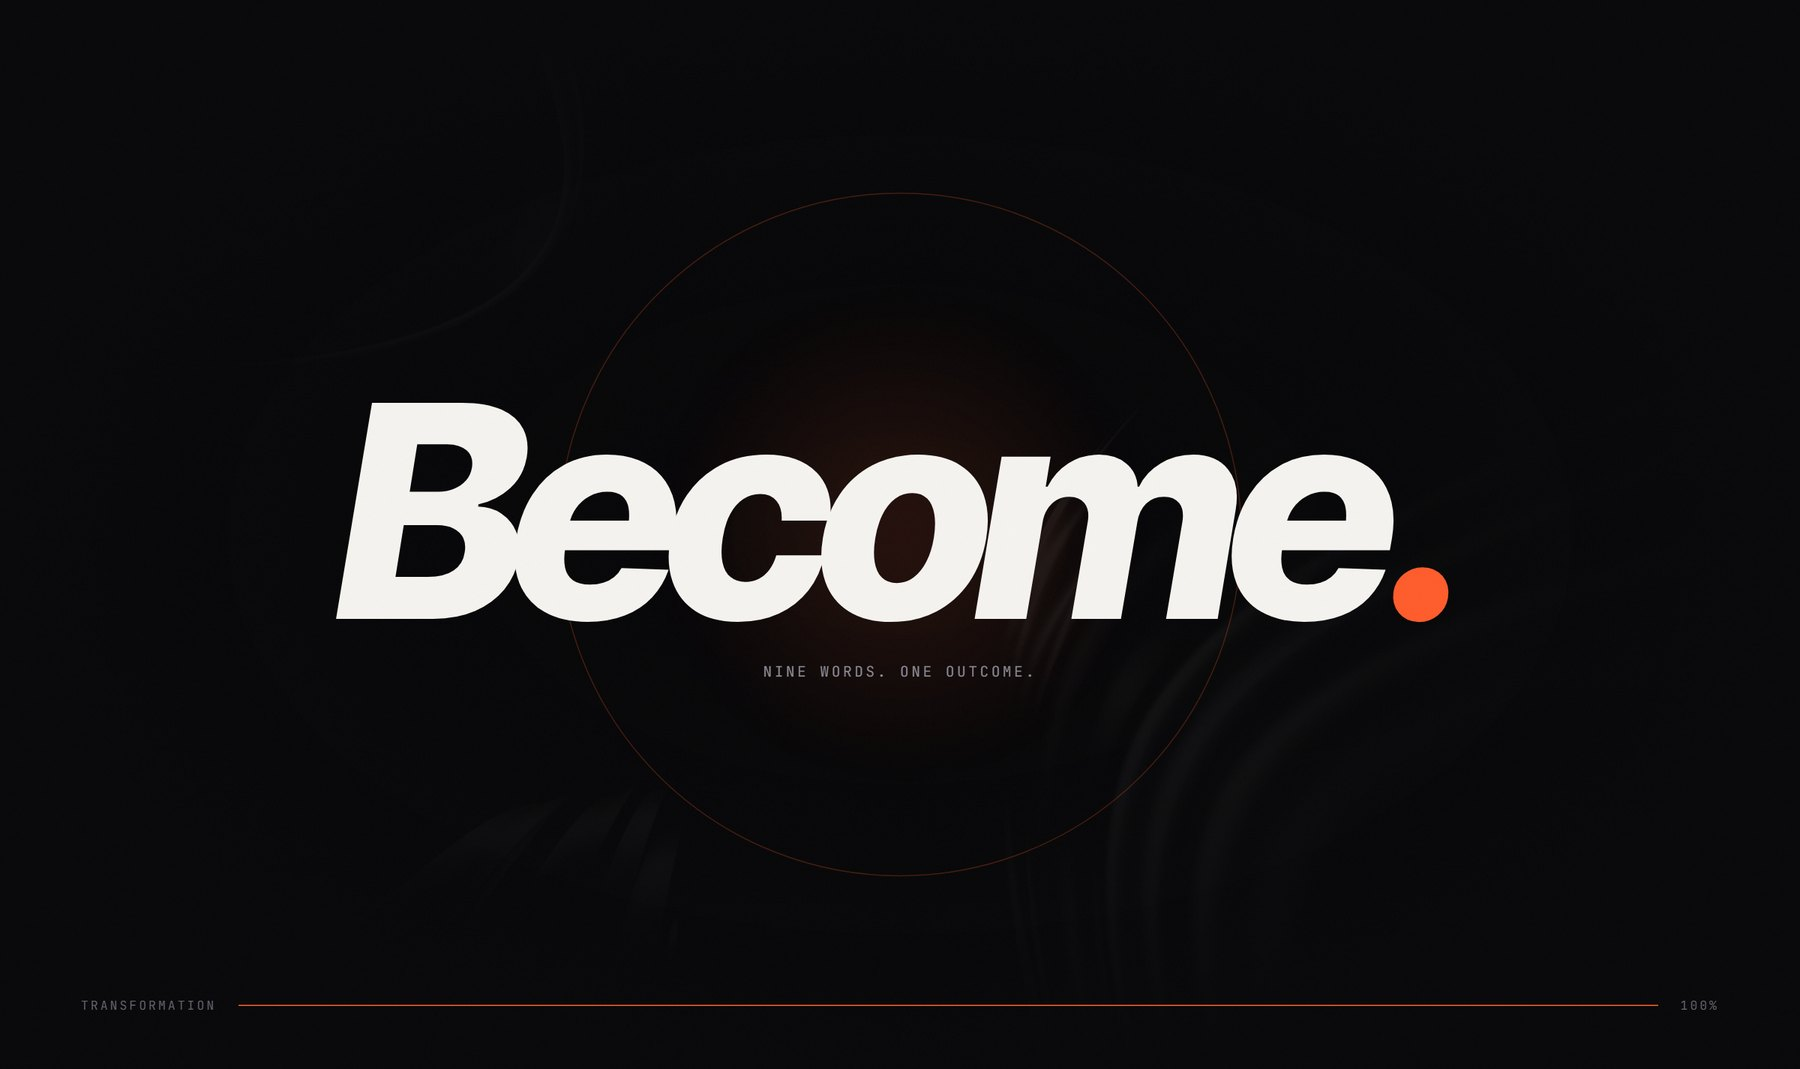 Become.
NINE WORDS. ONE OUTCOME.
TRANSFORMATION 100%